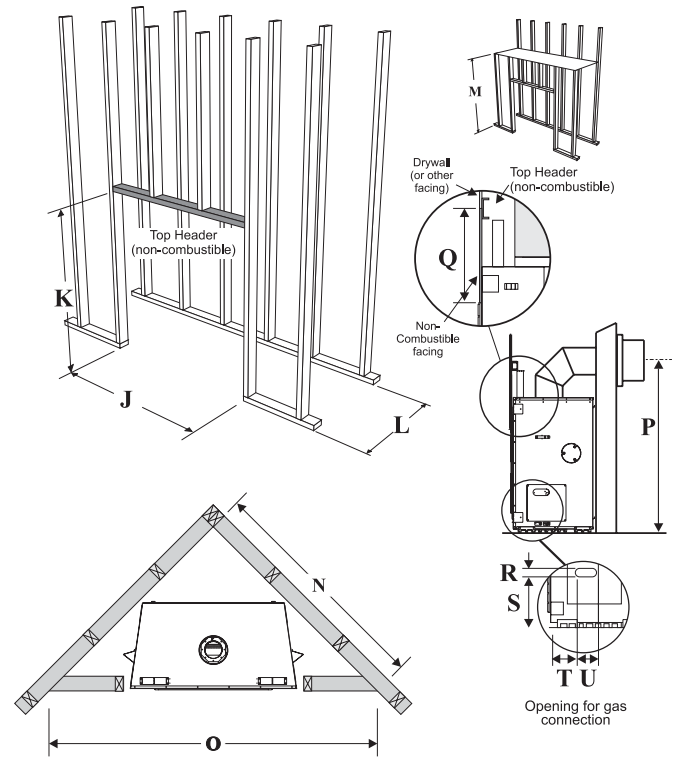 M
Drywall
(or other
facing)
Top Header
(non-combustible)
Top Header
(non-combustible)
Q
K
Non-
Combustible
facing
J
L
P
N
R
S
T U
Opening for gas
connection
O